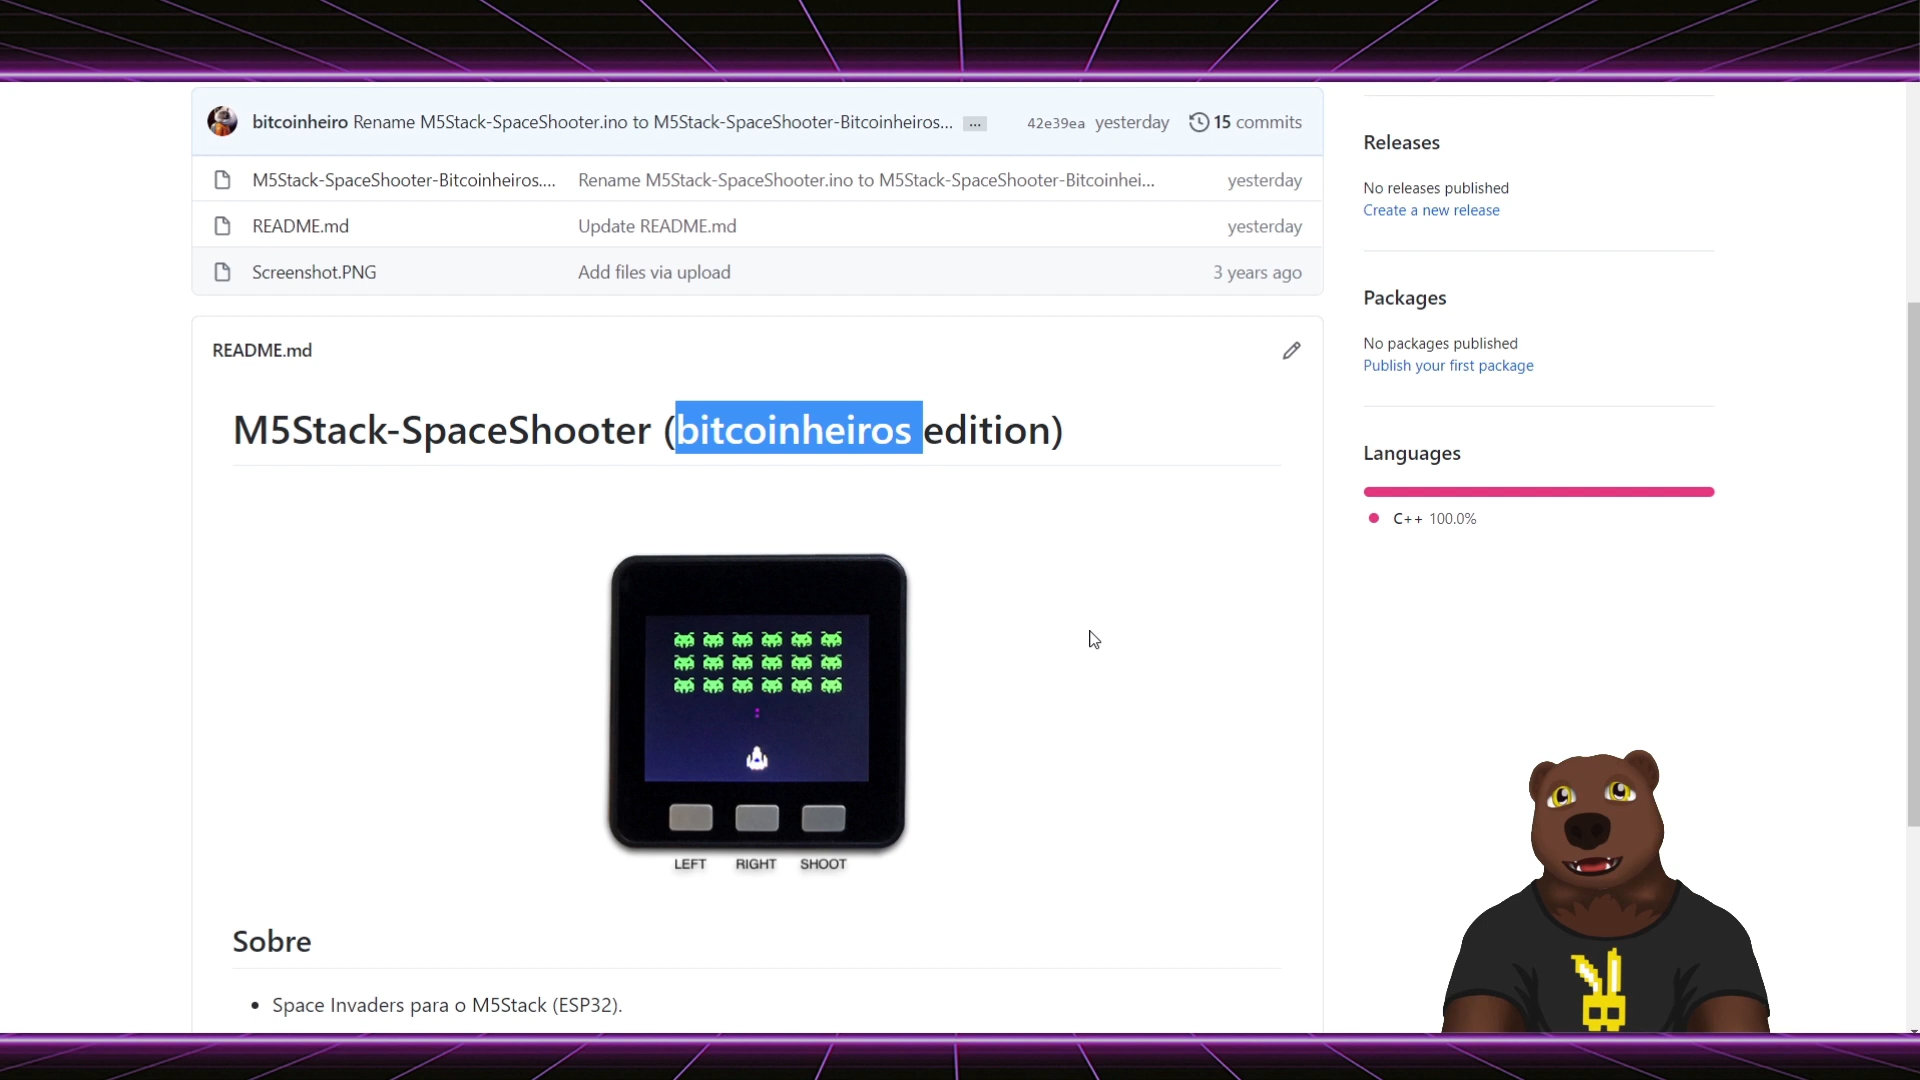 bitcoinheiro Rename M5Stack-SpaceShooter.ino to M5Stack-SpaceShooter-Bitcoinheiros... ... 42e39ea yesterday 15 commits
M5Stack-SpaceShooter-Bitcoinheiros.... Rename M5Stack-SpaceShooter.ino to M5Stack-SpaceShooter-Bitcoinhei... yesterday
README.md Update README.md yesterday
Screenshot.PNG Add files via upload 3 years ago
README.md
M5Stack-SpaceShooter (bitcoinheiros edition)
LEFT RIGHT SHOOT
Sobre
• Space Invaders para o M5Stack (ESP32).
Releases
No releases published
Create a new release
Packages
No packages published
Publish your first package
Languages
C++ 100.0%